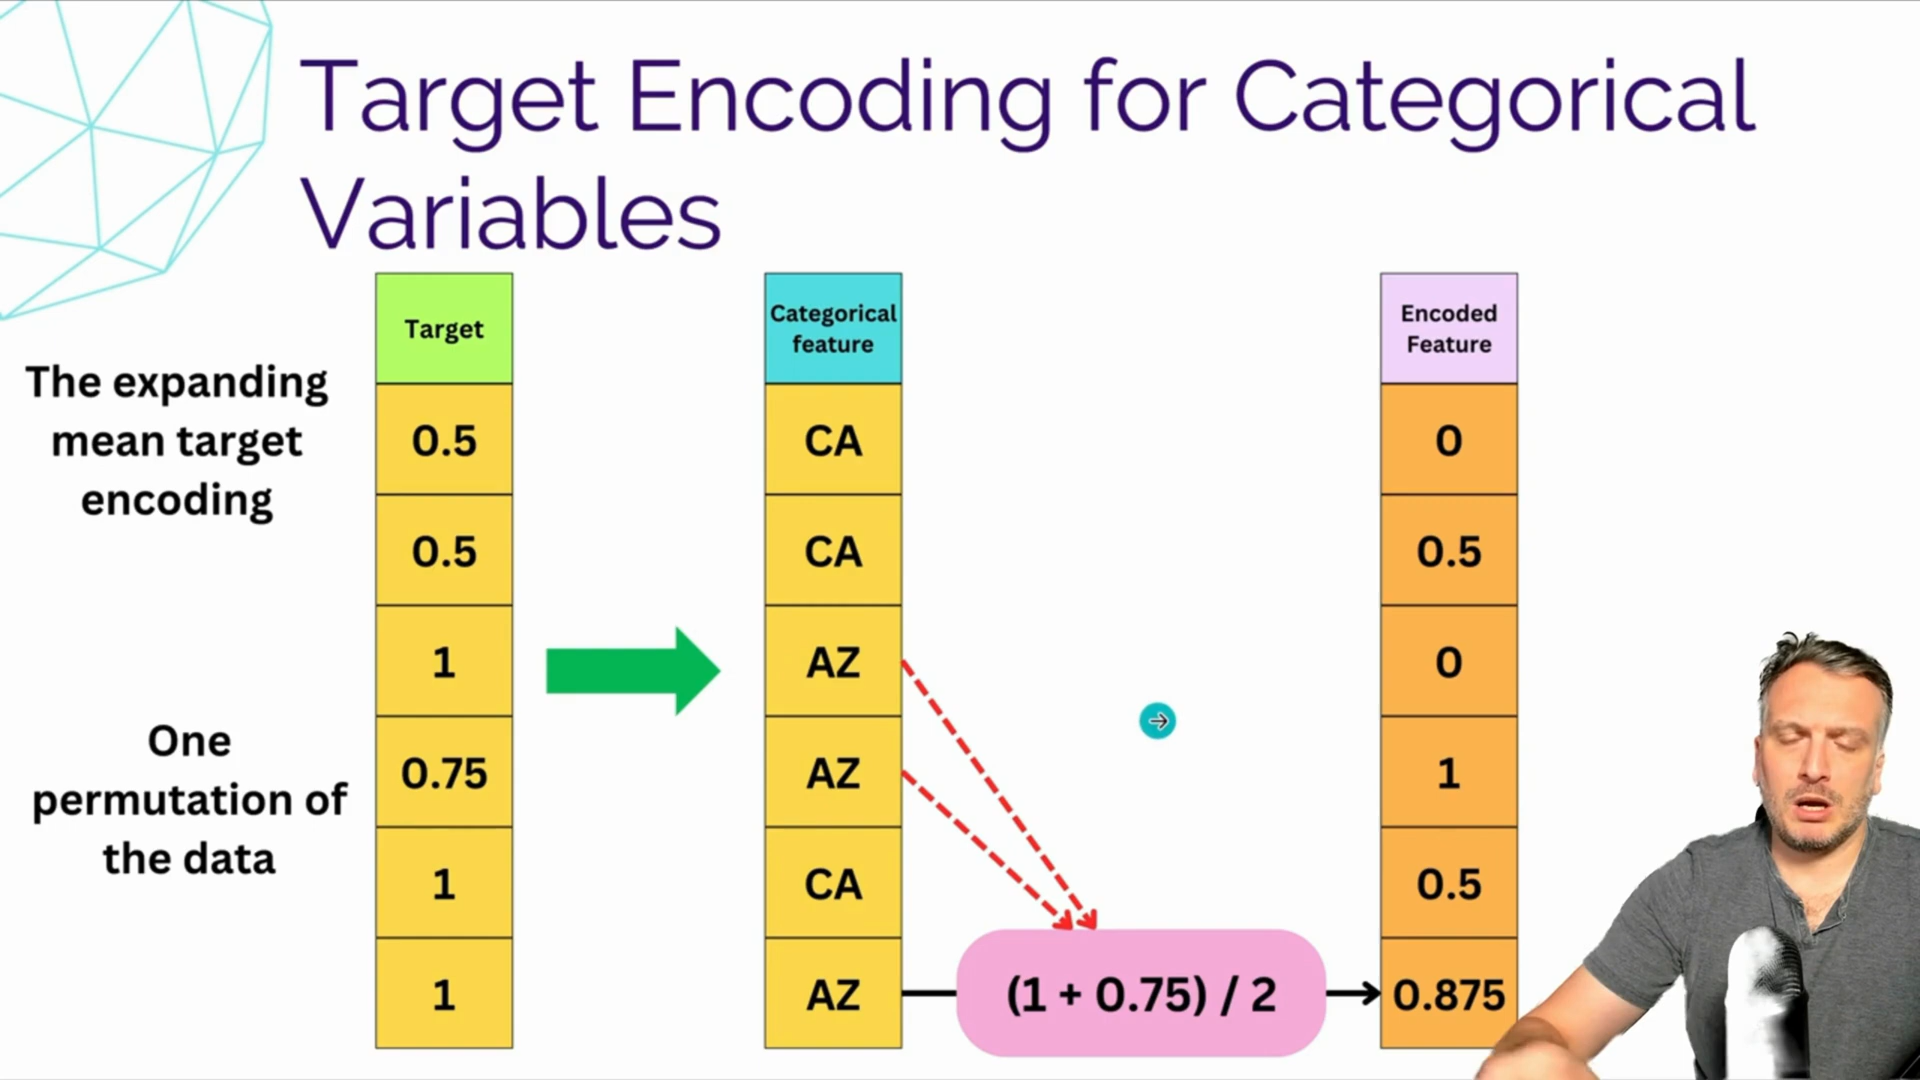 Target Encoding for Categorical
Variables
The expanding
mean target
encoding
One
permutation of
the data
Target
0.5
0.5
1
0.75
1
1
Categorical
feature
CA
CA
AZ
AZ
CA
AZ
(1 + 0.75) / 2
Encoded
Feature
0
0.5
0
1
0.5
0.875